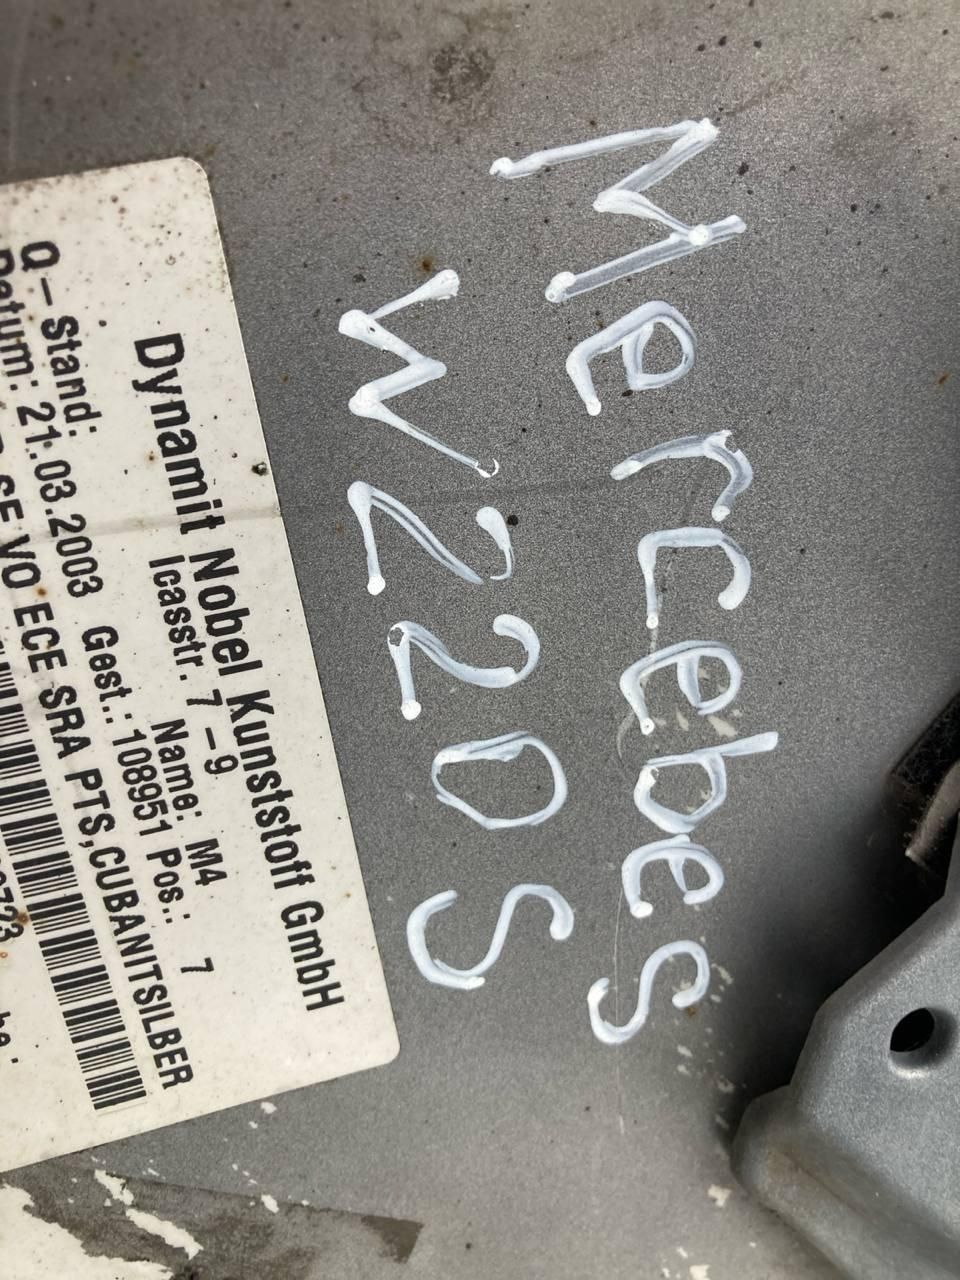 Mercebes
W220S
Dynamit Nobel Kunststoff GmbH
Icasstr. 7-9
Name: M4
Q-Stand:
Gest.: 108951 Pos.: 7
Datum: 21.03.2003
SE VO ECE SRA PTS,CUBANITSILBER